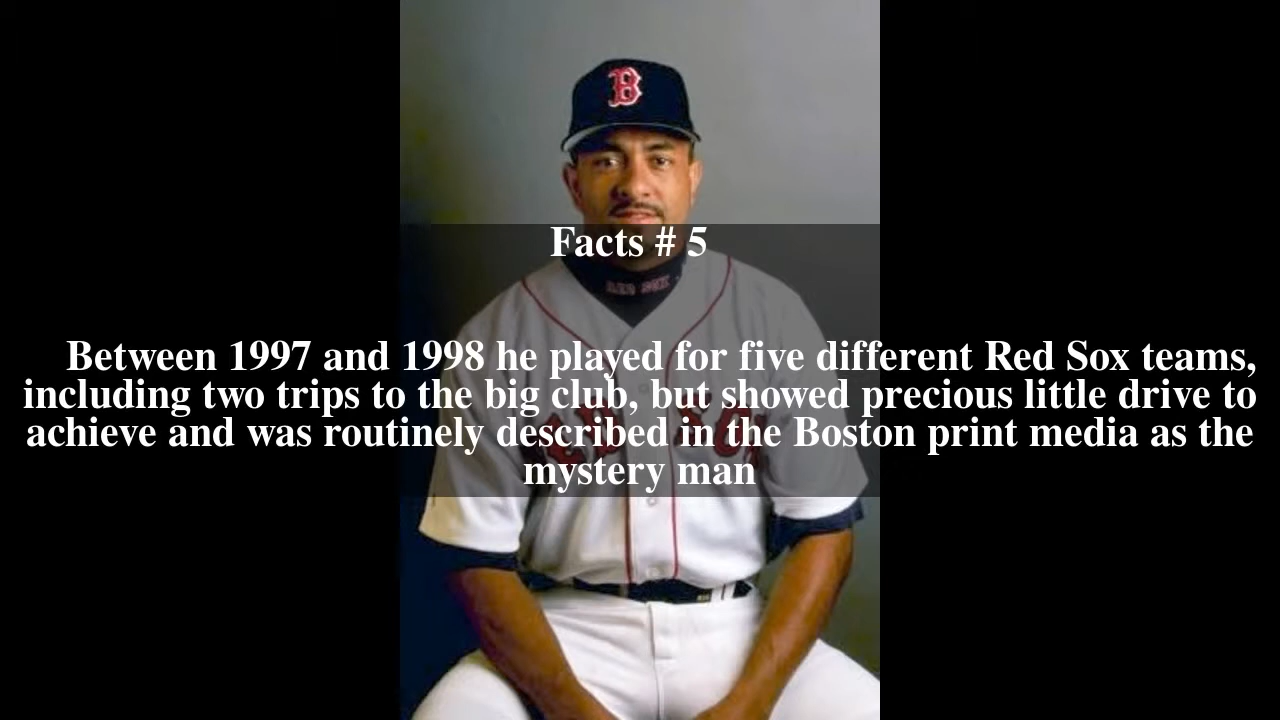 B
Facts # 5
RED SOX
Between 1997 and 1998 he played for five different Red Sox teams,
including two trips to the big club, but showed precious little drive to
achieve and was routinely described in the Boston print media as the
mystery man